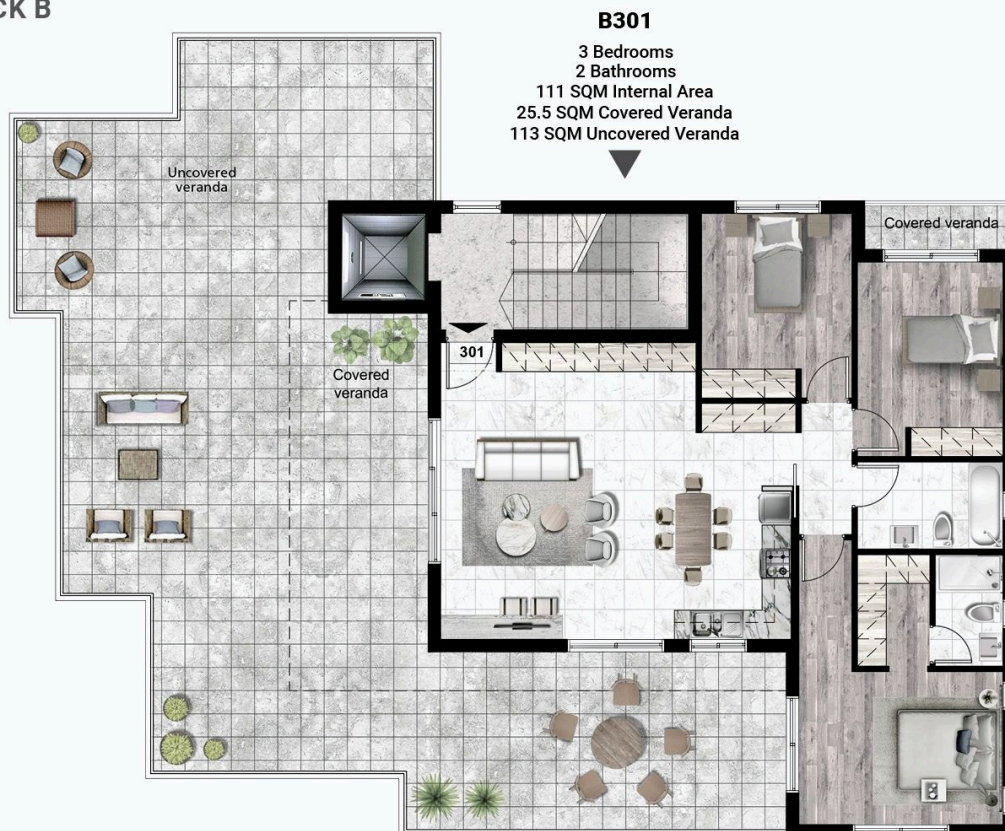 CK B
B301
3 Bedrooms
2 Bathrooms
111 SQM Internal Area
25.5 SQM Covered Veranda
113 SQM Uncovered Veranda
Uncovered
veranda
Covered veranda
301
Covered
veranda